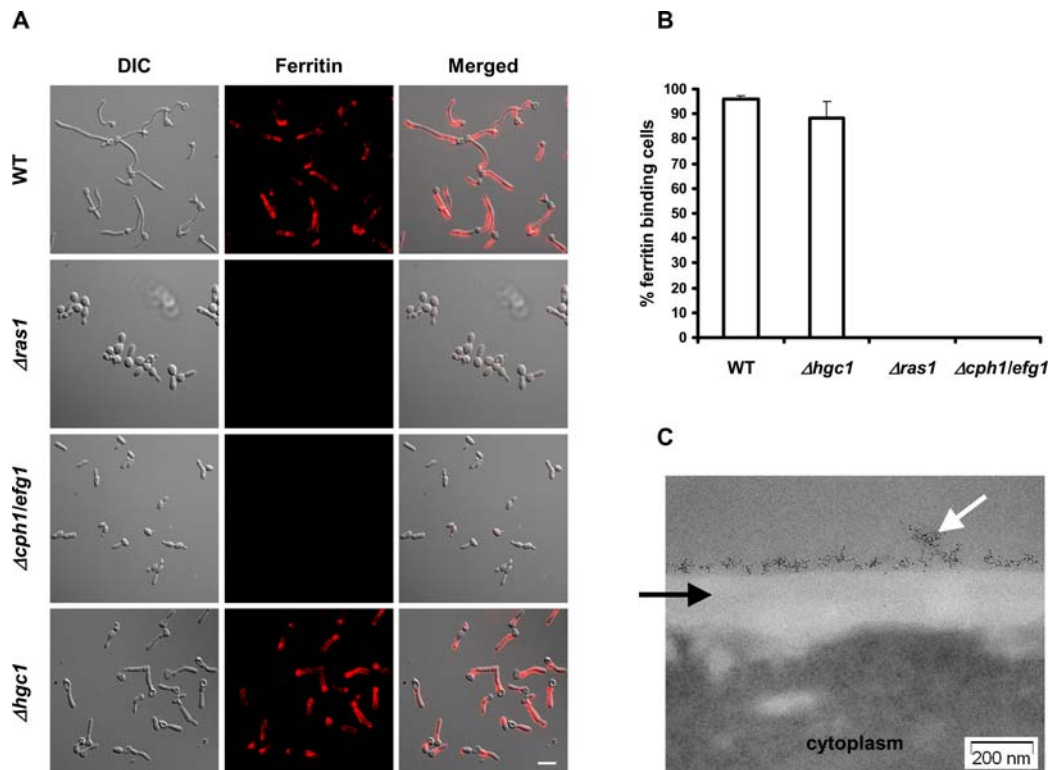 A
DIC Ferritin Merged
WT
Δras1
Δcph1/efg1
Δhgc1
B
% ferritin binding cells
100
90
80
70
60
50
40
30
20
10
0
WT Δhgc1 Δras1 Δcph1/efg1
C
cytoplasm
200 nm